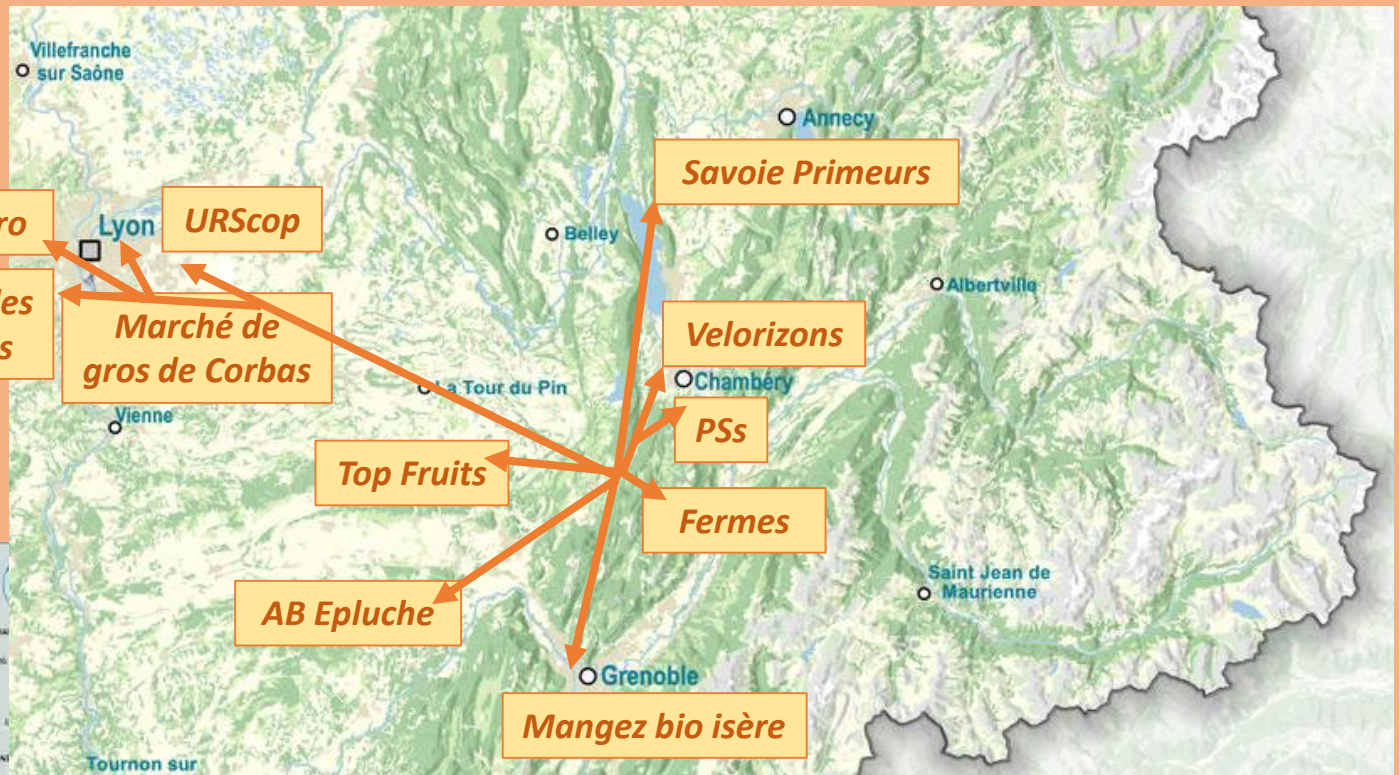 Villefranche
sur Saône
Annecy
Savoie Primeurs
ro
Lyon
URScop
Belley
Albertville
les
s
Marché de
gros de Corbas
Velorizons
Chambéry
La Tour du Pin
Vienne
PSs
Top Fruits
Fermes
Saint Jean de
Maurienne
AB Epluche
Grenoble
Mangez bio isère
Tournon sur